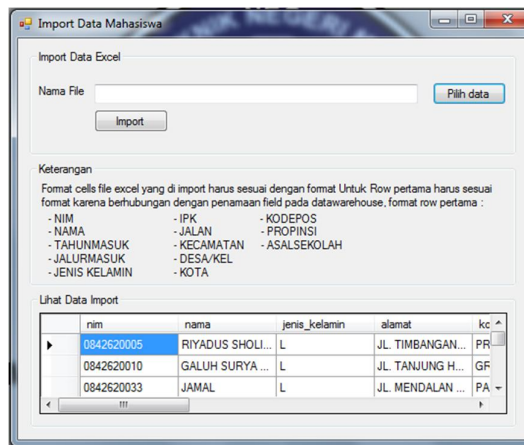 Import Data Mahasiswa
Import Data Excel
Nama File
Pilih data
Import
Keterangan
Format cells file excel yang di import harus sesuai dengan format Untuk Row pertama harus sesuai
format karena berhubungan dengan penamaan field pada datawarehouse, format row pertama :
- NIM - IPK - KODEPOS
- NAMA - JALAN - PROPINSI
- TAHUNMASUK - KECAMATAN - ASALSEKOLAH
- JALURMASUK - DESA/KEL
- JENIS KELAMIN - KOTA
Lihat Data Import
nim nama jenis_kelamin alamat
0842620005 RIYADUS SHOLI... L JL. TIMBANGAN... PR
0842620010 GALUH SURYA ... L JL. TANJUNG H... GR
0842620033 JAMAL L JL. MENDALAN ... PA